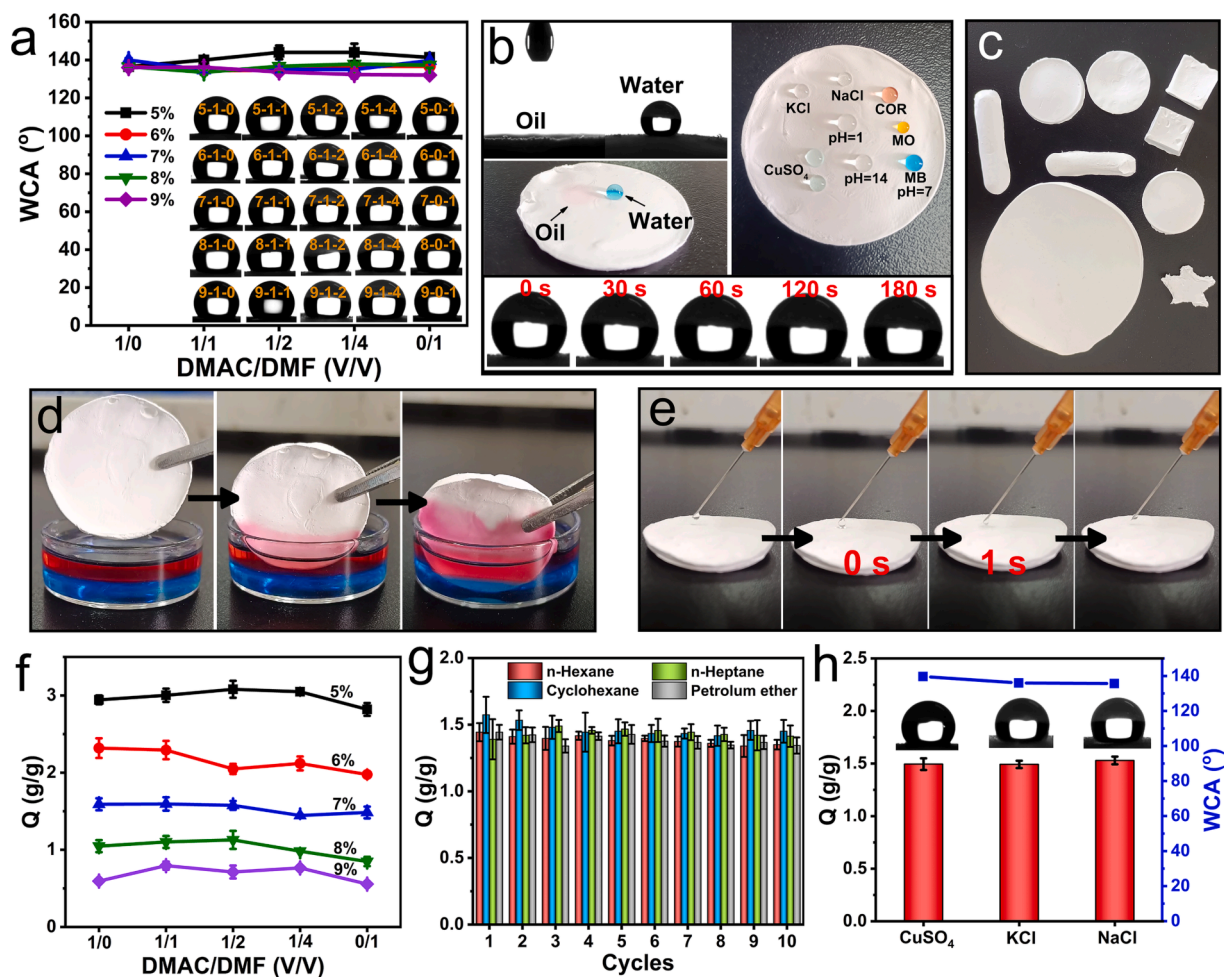 a
160
140
120
100
80
60
40
20
0
WCA (º)
5%
6%
7%
8%
9%
5-1-0 5-1-1 5-1-2 5-1-4 5-0-1
6-1-0 6-1-1 6-1-2 6-1-4 6-0-1
7-1-0 7-1-1 7-1-2 7-1-4 7-0-1
8-1-0 8-1-1 8-1-2 8-1-4 8-0-1
9-1-0 9-1-1 9-1-2 9-1-4 9-0-1
1/0 1/1 1/2 1/4 0/1
DMAC/DMF (V/V)
b
Water
Oil
Oil
Water
KCl
NaCl
COR
pH=1
MO
CuSO₄
pH=14
MB
pH=7
0 s 30 s 60 s 120 s 180 s
c
d
e
0 s
1 s
f
3
2
1
0
Q (g/g)
5%
6%
7%
8%
9%
1/0 1/1 1/2 1/4 0/1
DMAC/DMF (V/V)
g
2.0
1.5
1.0
0.5
0.0
Q (g/g)
n-Hexane
n-Heptane
Cyclohexane
Petrolum ether
1 2 3 4 5 6 7 8 9 10
Cycles
h
2.5
2.0
1.5
1.0
0.5
0.0
Q (g/g)
140
120
100
80
60
40
20
0
WCA (º)
CuSO₄ KCl NaCl